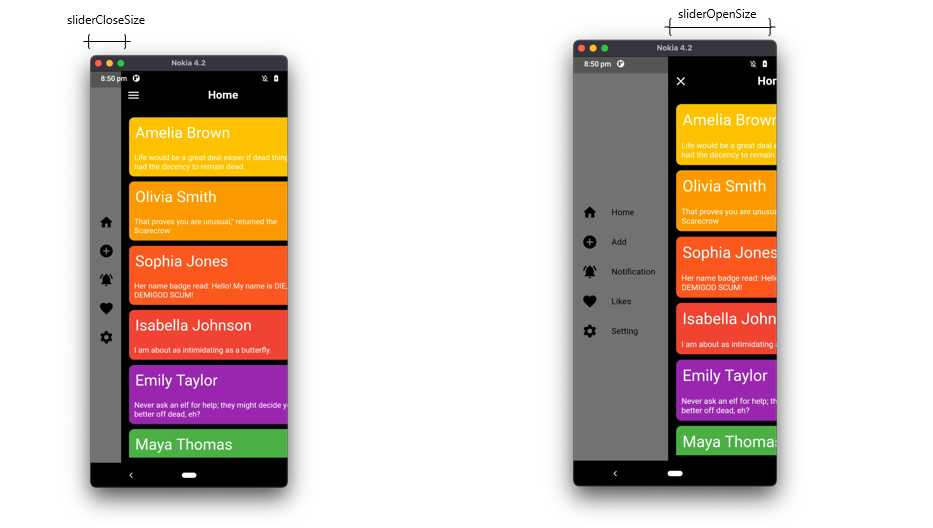 sliderCloseSize
Nokia 4.2
8:50 pm
Home
Amelia Brown
Life would be a great deal easier if dead thing
had the decency to remain dead.
Olivia Smith
That proves you are unusual," returned the
Scarecrow
Sophia Jones
Her name badge read: Hello! My name is DIE,
DEMIGOD SCUM!
Isabella Johnson
I am about as intimidating as a butterfly.
Emily Taylor
Never ask an elf for help; they might decide y
better off dead, eh?
Maya Thomas
sliderOpenSize
Nokia 4.2
8:50 pm
Hom
Home
Add
Notification
Likes
Setting
Amelia Brown
Life would be a great deal e
had the decency to remain
Olivia Smith
That proves you are unusua
Scarecrow
Sophia Jones
Her name badge read: Hello
DEMIGOD SCUM!
Isabella John
I am about as intimidating a
Emily Taylor
Never ask an elf for help; th
better off dead, eh?
Maya Thomas